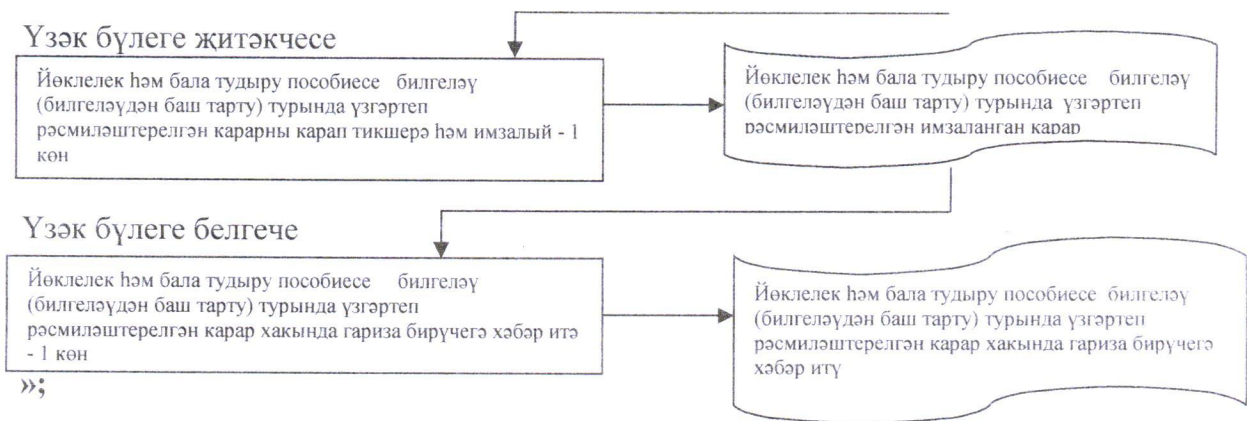 Үзәк бүлеге җитәкчесе
Йөклелек һәм бала тудыру пособиесе билгеләү
(билгеләүдән баш тарту) турында үзгәртеп
рәсмиләштерелгән карарны карап тикшерә һәм имзалый - 1
көн
Йөклелек һәм бала тудыру пособиесе билгеләү
(билгеләүдән баш тарту) турында үзгәртеп
рәсмиләштерелгән имзаланган карар
Үзәк бүлеге белгече
Йөклелек һәм бала тудыру пособиесе билгеләү
(билгеләүдән баш тарту) турында үзгәртеп
рәсмиләштерелгән карар хакында гариза бирүчегә хәбәр итә
- 1 көн
Йөклелек һәм бала тудыру пособиесе билгеләү
(билгеләүдән баш тарту) турында үзгәртеп
рәсмиләштерелгән карар хакында гариза бирүчегә
хәбәр итү
»;